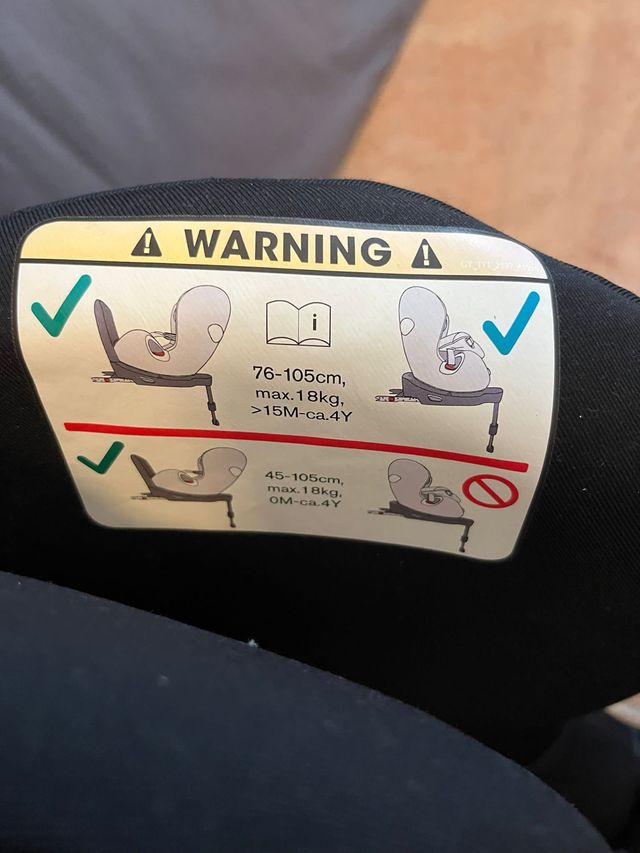 WARNING
76-105cm,
max.18kg,
>15M-ca.4Y
45-105cm,
max.18kg,
0M-ca.4Y